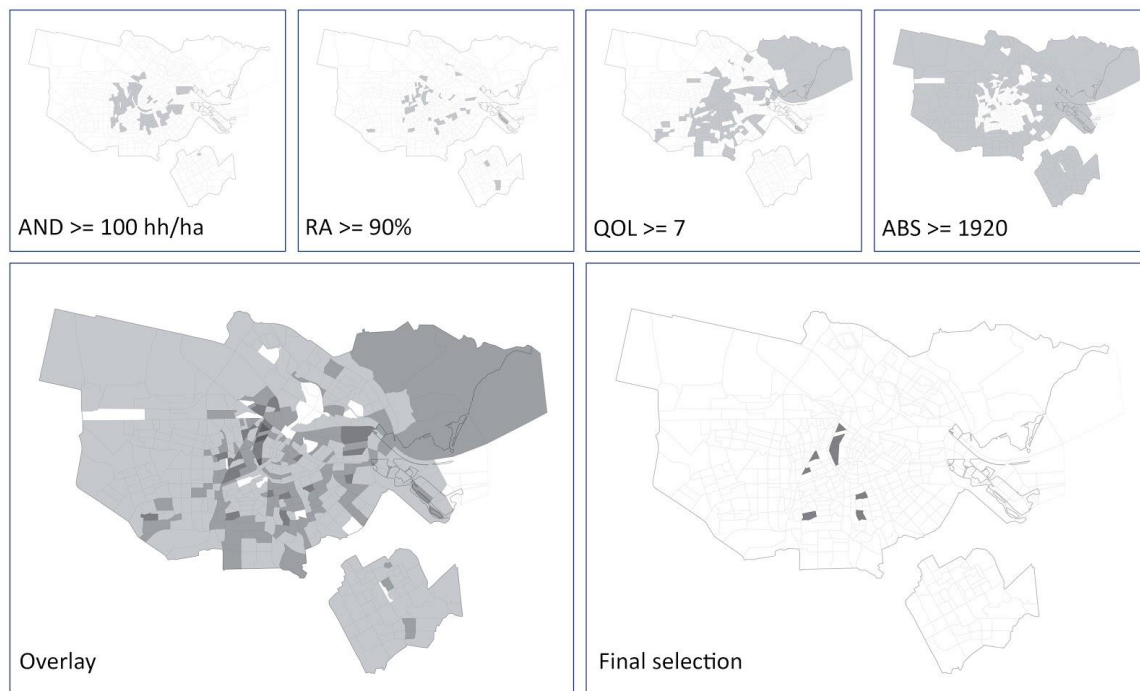 AND >= 100 hh/ha
RA >= 90%
QOL >= 7
ABS >= 1920
Overlay
Final selection